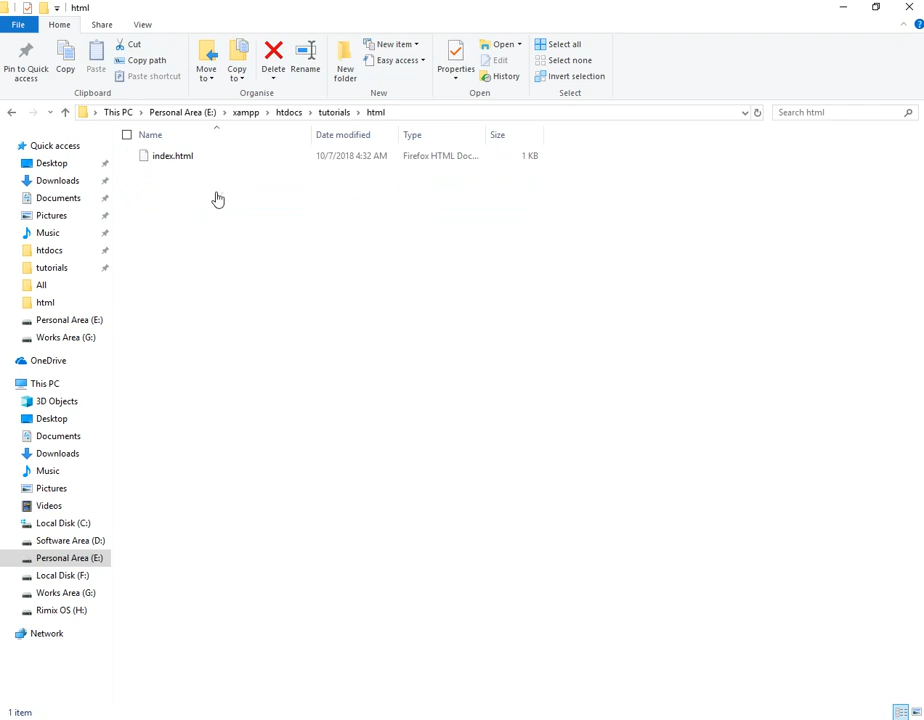 html
File Home Share View
Pin to Quick access
Copy
Paste
Cut
Copy path
Paste shortcut
Clipboard
Move to
Copy to
Delete
Rename
Organise
New folder
New item
Easy access
New
Properties
Open
Edit
History
Open
Select all
Select none
Invert selection
Select
This PC > Personal Area (E:) > xampp > htdocs > tutorials > html
Search html
Name Date modified Type Size
index.html 10/7/2018 4:32 AM Firefox HTML Doc... 1 KB
Quick access
Desktop
Downloads
Documents
Pictures
Music
htdocs
tutorials
All
html
Personal Area (E:)
Works Area (G:)
OneDrive
This PC
3D Objects
Desktop
Documents
Downloads
Music
Pictures
Videos
Local Disk (C:)
Software Area (D:)
Personal Area (E:)
Local Disk (F:)
Works Area (G:)
Rimix OS (H:)
Network
1 item